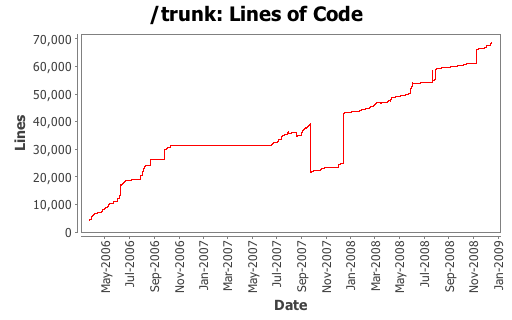 /trunk: Lines of Code
Lines
70,000
60,000
50,000
40,000
30,000
20,000
10,000
0
May-2006
Jul-2006
Sep-2006
Nov-2006
Jan-2007
Mar-2007
May-2007
Jul-2007
Sep-2007
Nov-2007
Jan-2008
Mar-2008
May-2008
Jul-2008
Sep-2008
Nov-2008
Jan-2009
Date